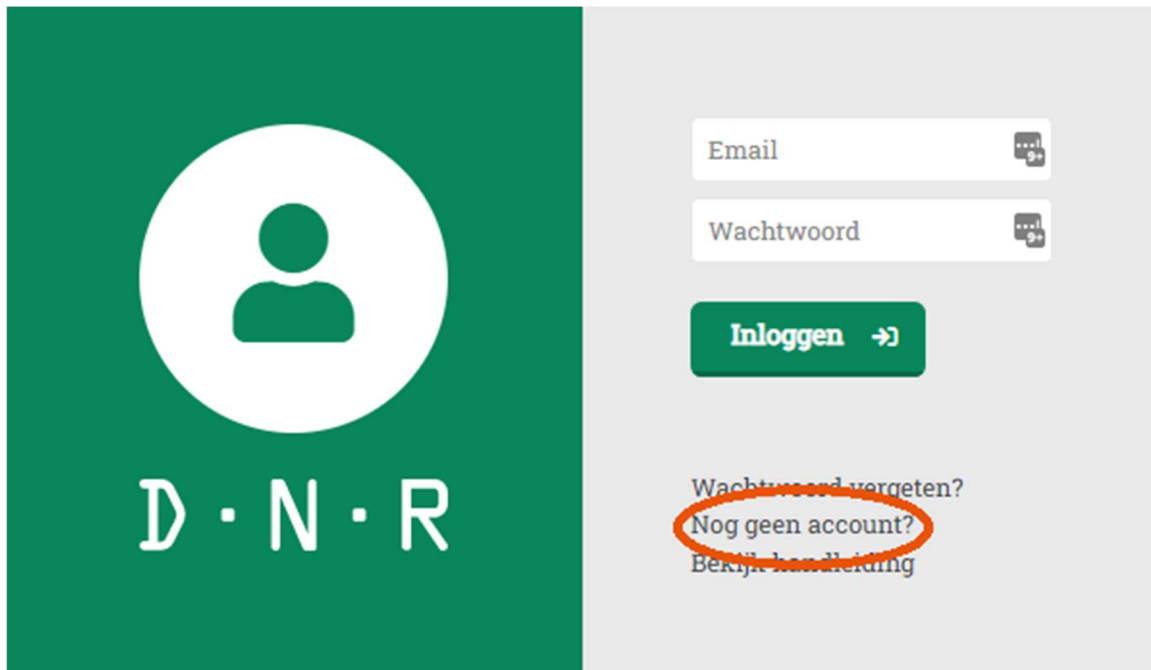 Email
Wachtwoord
Inloggen
D·N·R
Wachtwoord vergeten?
Nog geen account?
Bekijk handleiding